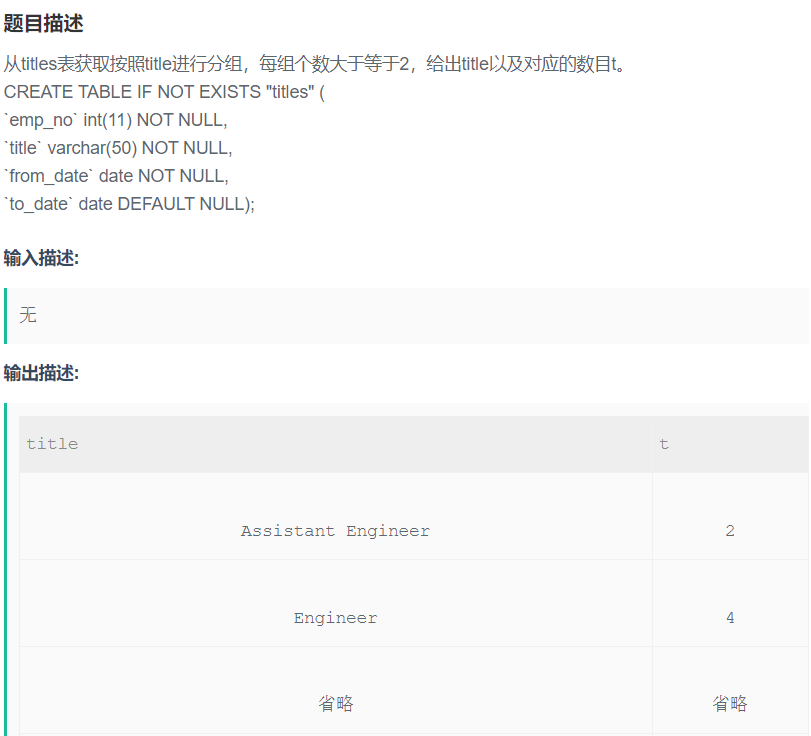 题目描述
从titles表获取按照title进行分组，每组个数大于等于2，给出title以及对应的数目t。
CREATE TABLE IF NOT EXISTS "titles" (
`emp_no` int(11) NOT NULL,
`title` varchar(50) NOT NULL,
`from_date` date NOT NULL,
`to_date` date DEFAULT NULL);
输入描述:
无
输出描述:
title t
Assistant Engineer 2
Engineer 4
省略 省略